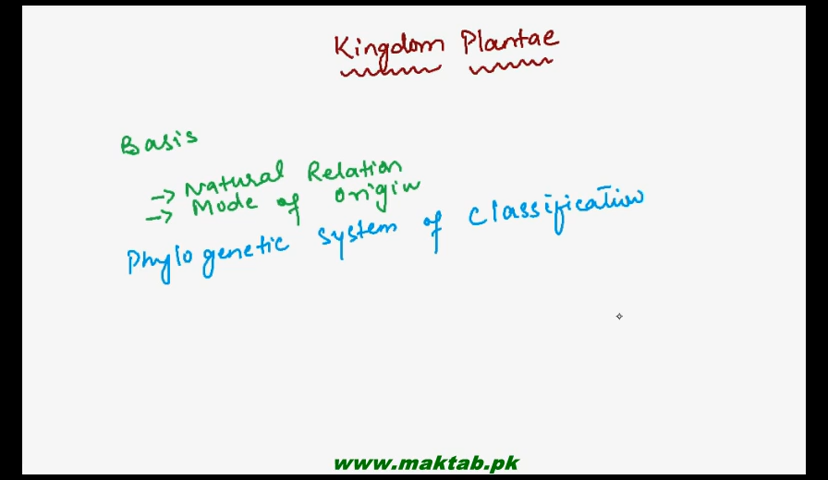 Kingdom Plantae
Basis
→ Natural Relation
→ Mode of Origin
Phylogenetic system of classification
www.maktab.pk